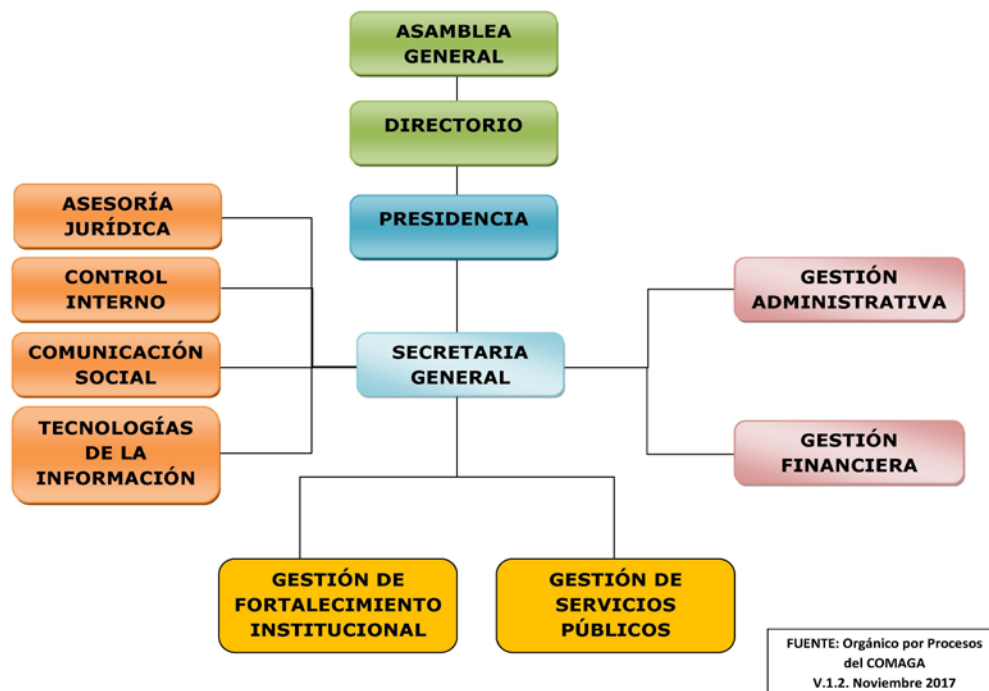 ASAMBLEA
GENERAL
DIRECTORIO
PRESIDENCIA
ASESORÍA
JURÍDICA
CONTROL
INTERNO
COMUNICACIÓN
SOCIAL
TECNOLOGÍAS
DE LA
INFORMACIÓN
SECRETARIA
GENERAL
GESTIÓN
ADMINISTRATIVA
GESTIÓN
FINANCIERA
GESTIÓN DE
FORTALECIMIENTO
INSTITUCIONAL
GESTIÓN DE
SERVICIOS
PÚBLICOS
FUENTE: Orgánico por Procesos
del COMAGA
V.1.2. Noviembre 2017